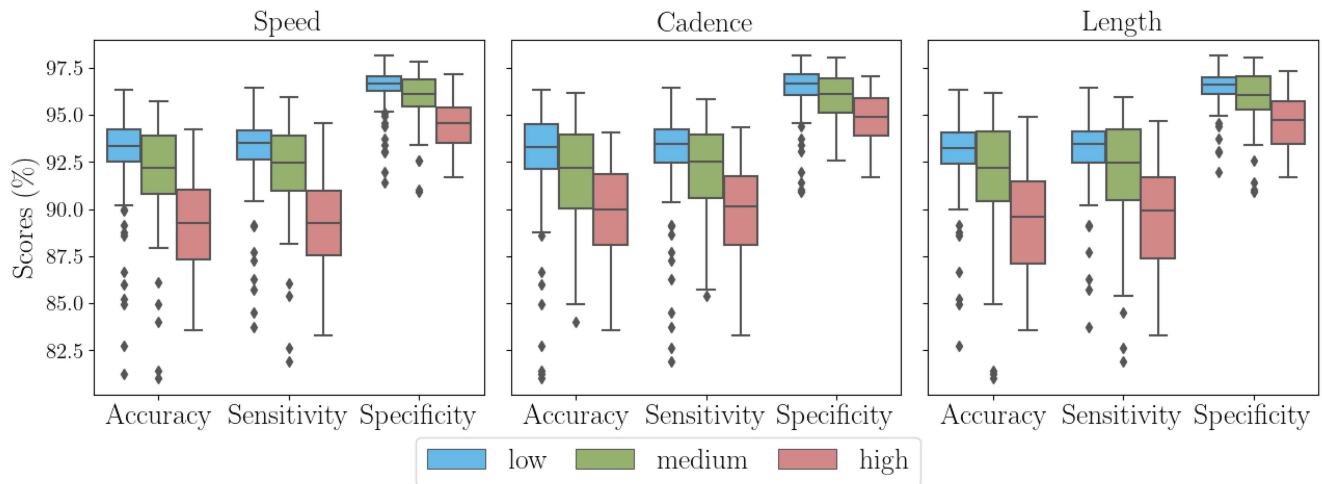 Speed Cadence Length
Scores (%)
97.5
95.0
92.5
90.0
87.5
85.0
82.5
Accuracy Sensitivity Specificity Accuracy Sensitivity Specificity Accuracy Sensitivity Specificity
low medium high